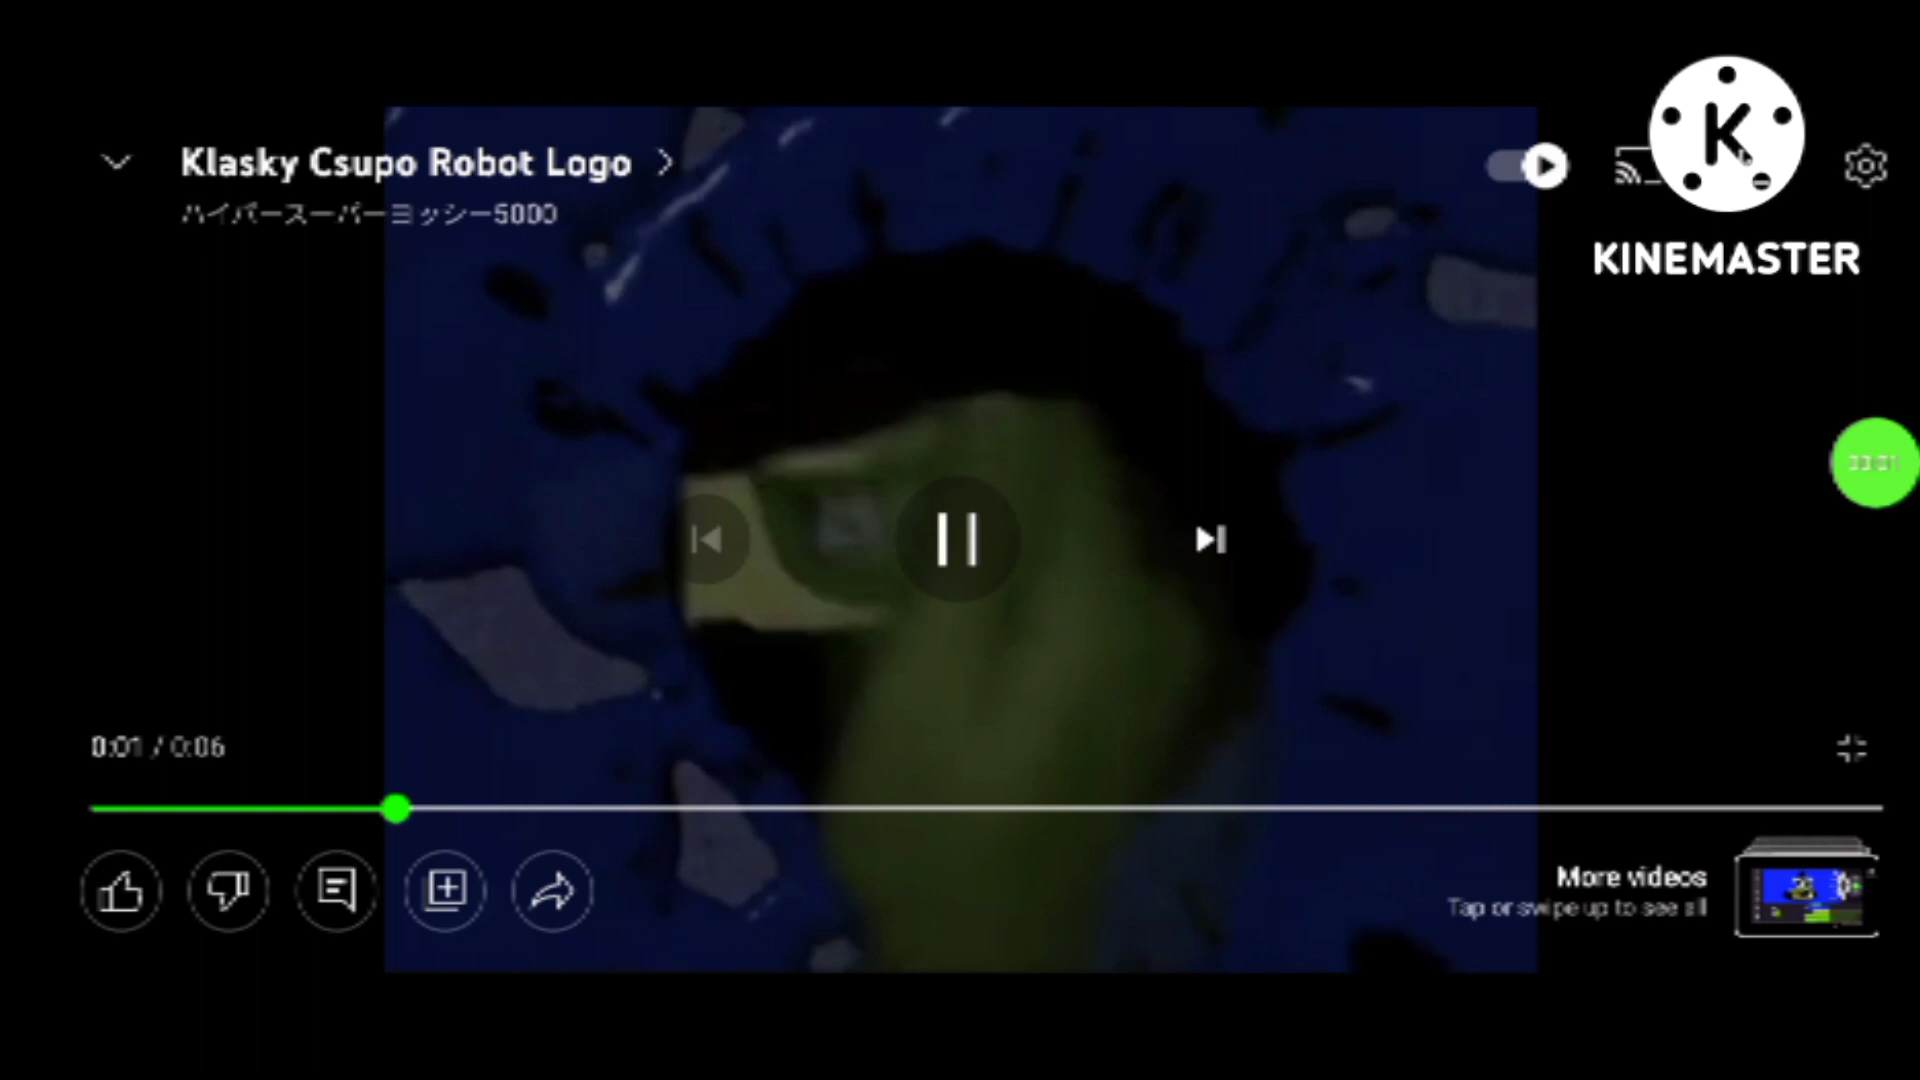 Klasky Csupo Robot Logo
ハイパースーパーヨッシー5000
K
KINEMASTER
0:01 / 0:06
More videos
Tap or swipe up to see all